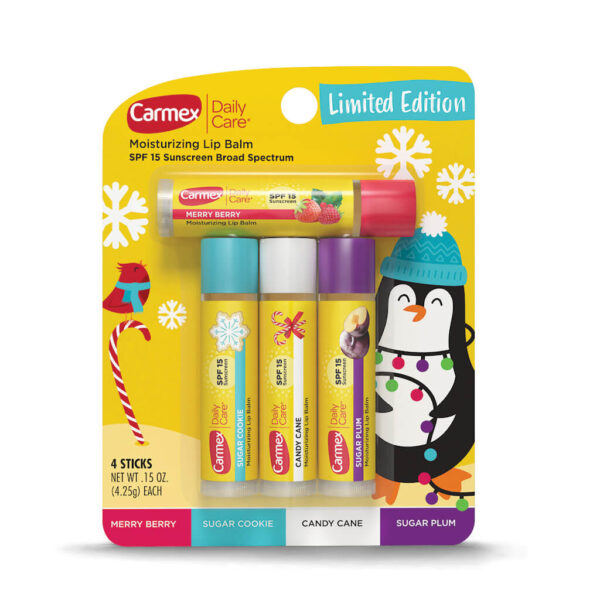 Carmex
Daily
Care®
Limited Edition
Moisturizing Lip Balm
SPF 15 Sunscreen Broad Spectrum
Carmex
Daily
Care®
SPF 15
Sunscreen
MERRY BERRY
Moisturizing Lip Balm
Carmex
Daily
Care®
SPF 15
Sunscreen
SUGAR COOKIE
Moisturizing Lip Balm
Carmex
Daily
Care®
SPF 15
Sunscreen
CANDY CANE
Moisturizing Lip Balm
Carmex
Daily
Care®
SPF 15
Sunscreen
SUGAR PLUM
Moisturizing Lip Balm
4 STICKS
NET WT .15 OZ.
(4.25g) EACH
MERRY BERRY
SUGAR COOKIE
CANDY CANE
SUGAR PLUM